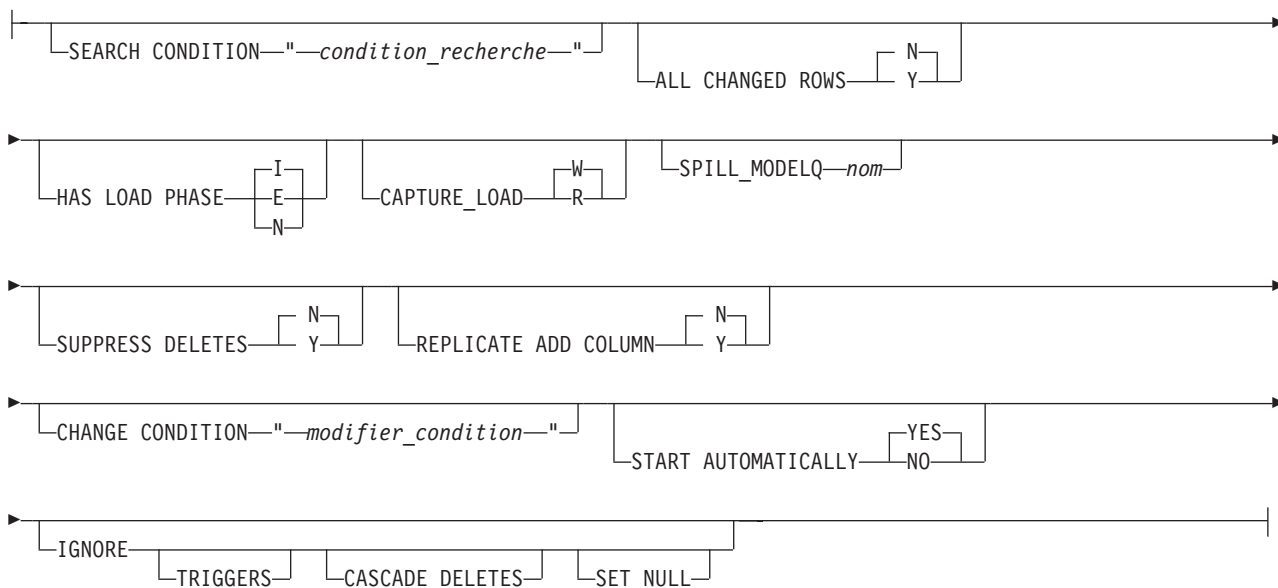 SEARCH CONDITION " condition_recherche "
ALL CHANGED ROWS N Y
HAS LOAD PHASE I E N
CAPTURE_LOAD W R
SPILL_MODELQ nom
SUPPRESS DELETES N Y
REPLICATE ADD COLUMN N Y
CHANGE CONDITION " modifier_condition "
START AUTOMATICALLY YES NO
IGNORE
TRIGGERS CASCADE DELETES SET NULL